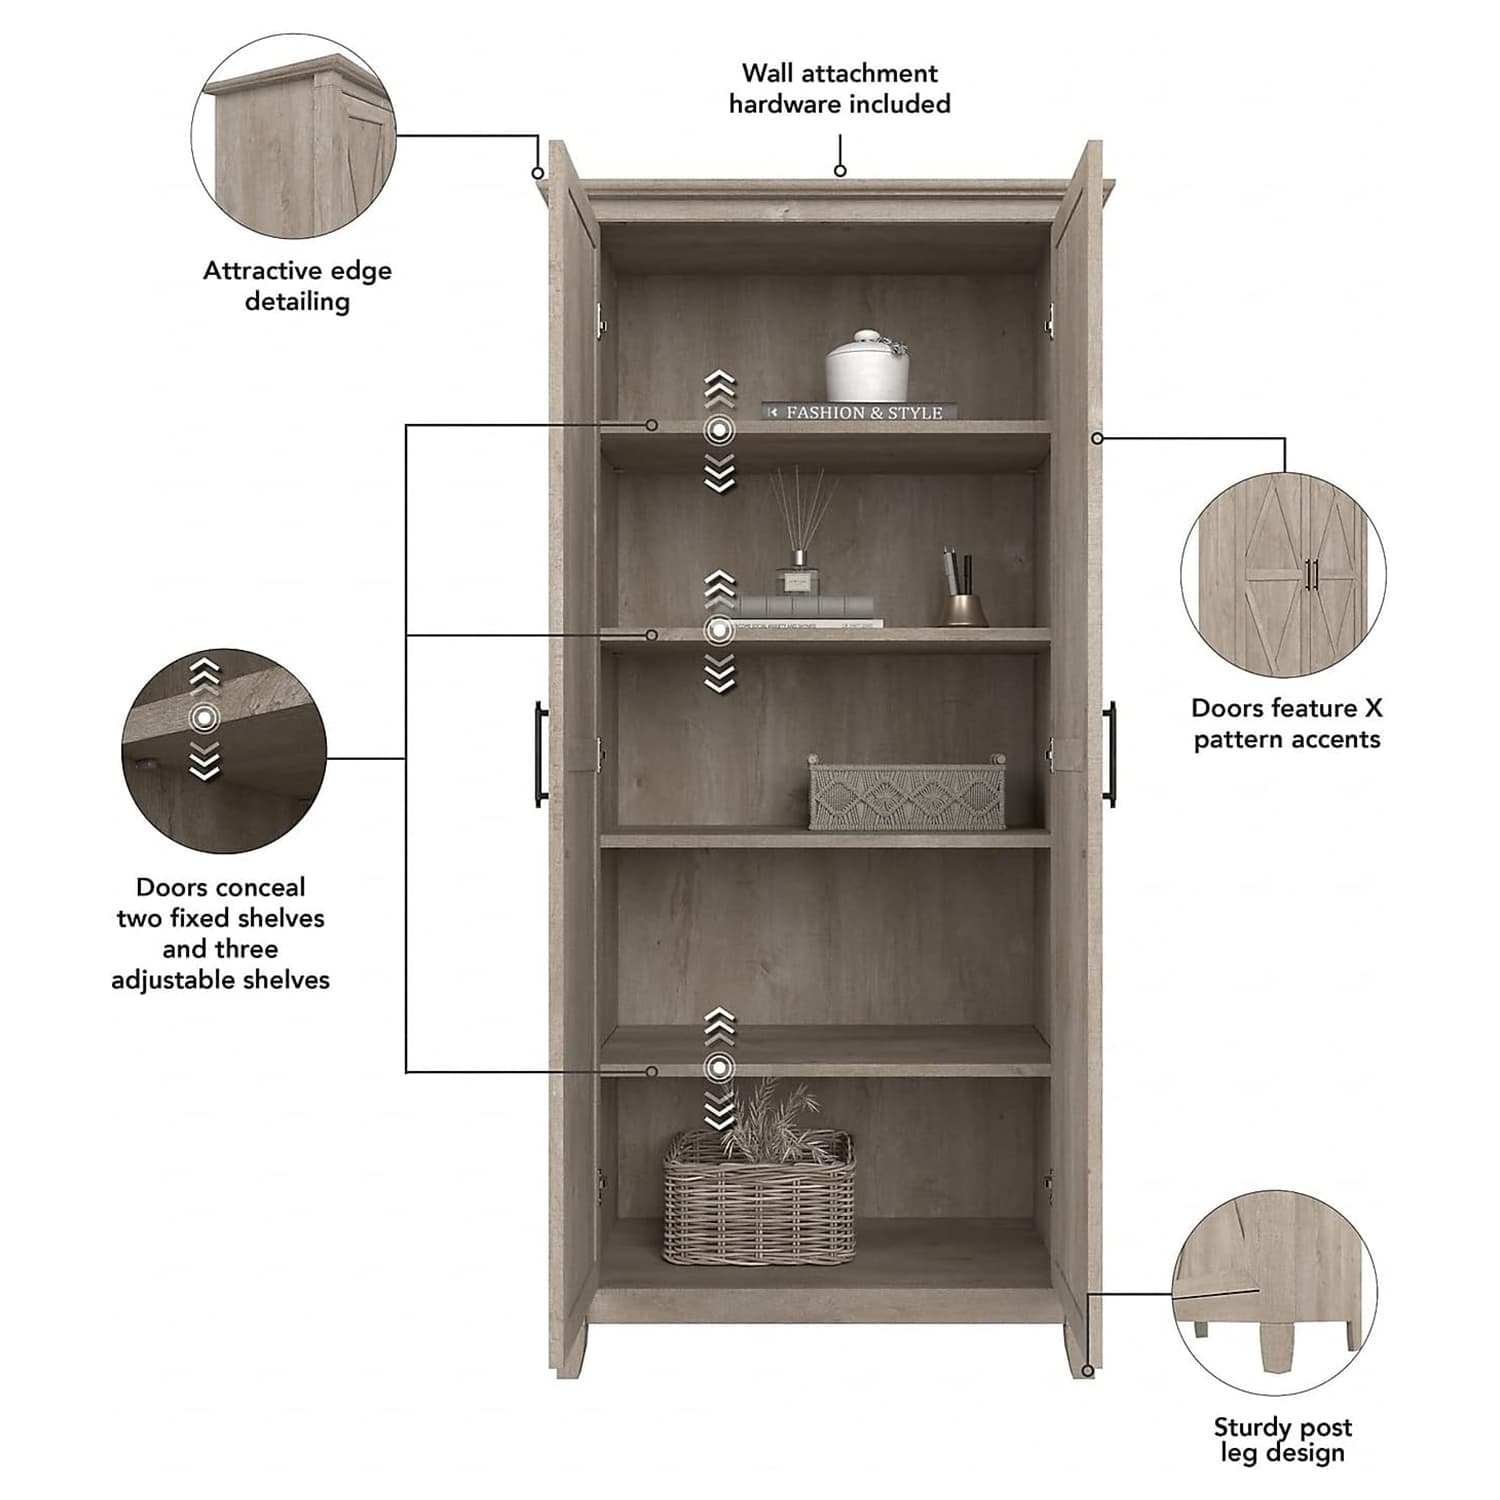 Wall attachment
hardware included
Attractive edge
detailing
FASHION & STYLE
Doors feature X
pattern accents
Doors conceal
two fixed shelves
and three
adjustable shelves
Sturdy post
leg design